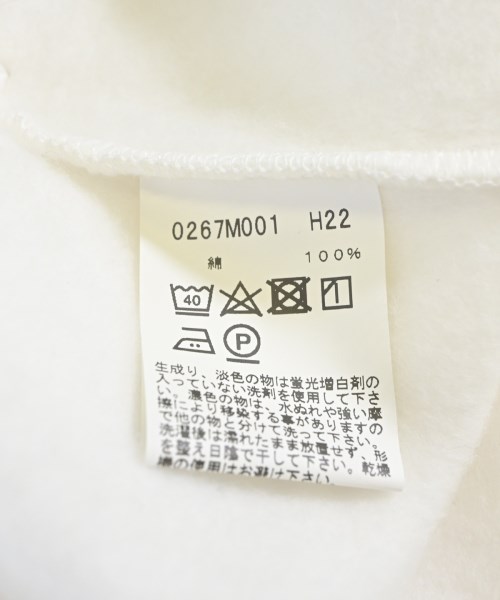 0267M001 H22
綿 100%
40
P
生成り、淡色の物は蛍光増白剤の
入っていない洗剤を使用して下さ
い。濃色の物は、水ぬれや強い摩
擦により移染する事がありますの
で他の物と分けて洗って下さい。
洗濯後は濡れたまま放置せず、形
を整え日陰で干して下さい。乾燥
機の使用はお避け下さい。